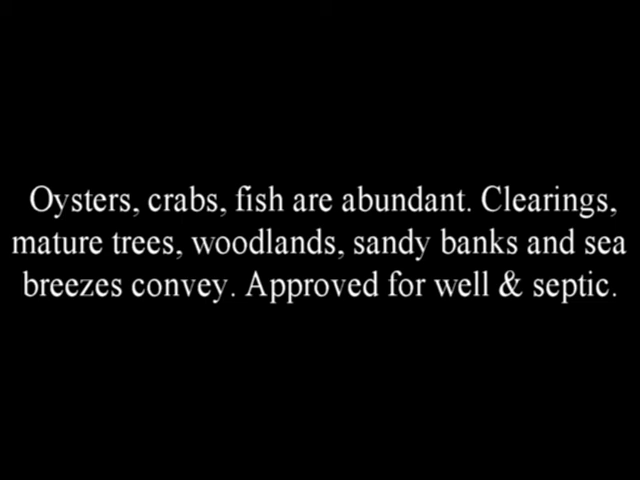 Oysters, crabs, fish are abundant. Clearings,
mature trees, woodlands, sandy banks and sea
breezes convey. Approved for well & septic.